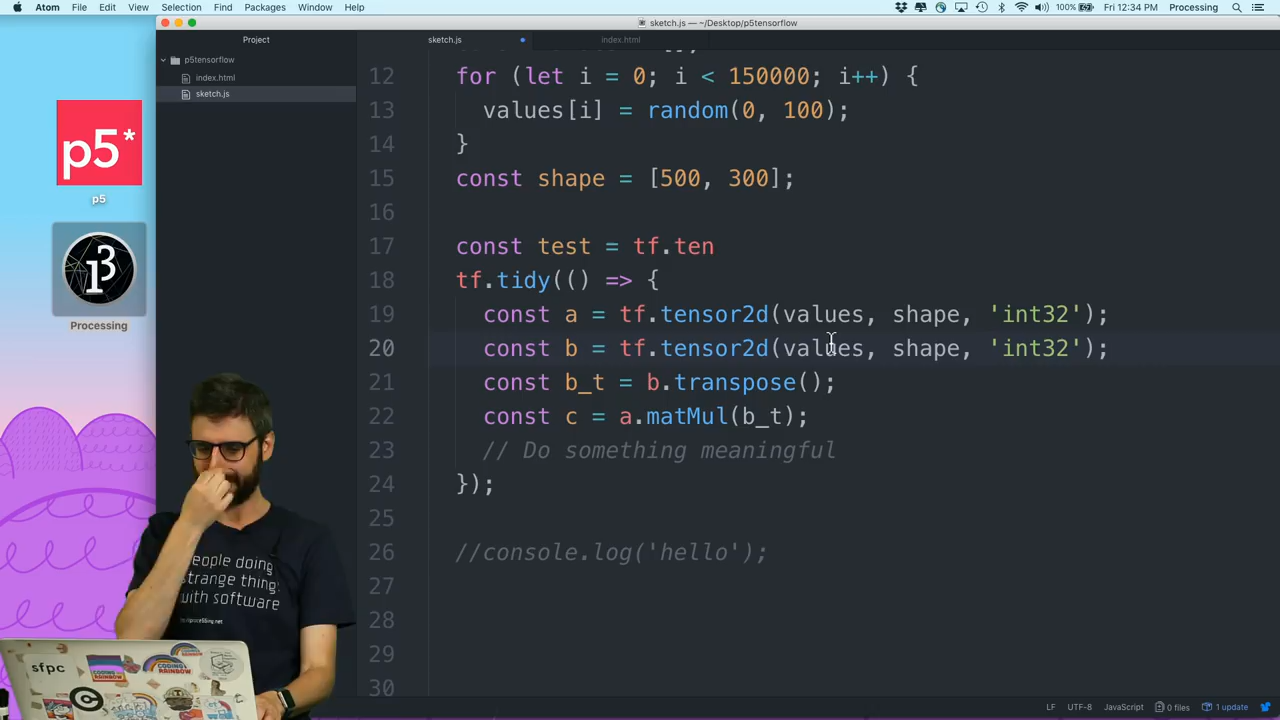 Atom File Edit View Selection Find Packages Window Help
100% Fri 12:34 PM Processing
sketch.js — ~/Desktop/p5tensorflow
Project
sketch.js
index.html
p5tensorflow
index.html
sketch.js
12 for (let i = 0; i < 150000; i++) {
13 values[i] = random(0, 100);
14 }
15 const shape = [500, 300];
16
17 const test = tf.ten
18 tf.tidy(() => {
19 const a = tf.tensor2d(values, shape, 'int32');
20 const b = tf.tensor2d(values, shape, 'int32');
21 const b_t = b.transpose();
22 const c = a.matMul(b_t);
23 // Do something meaningful
24 });
25
26 //console.log('hello');
27
28
29
30
p5*
p5
Processing
people doing
strange things
with software
sfpc
CODING
RAINBOW
LF UTF-8 JavaScript 0 files 1 update